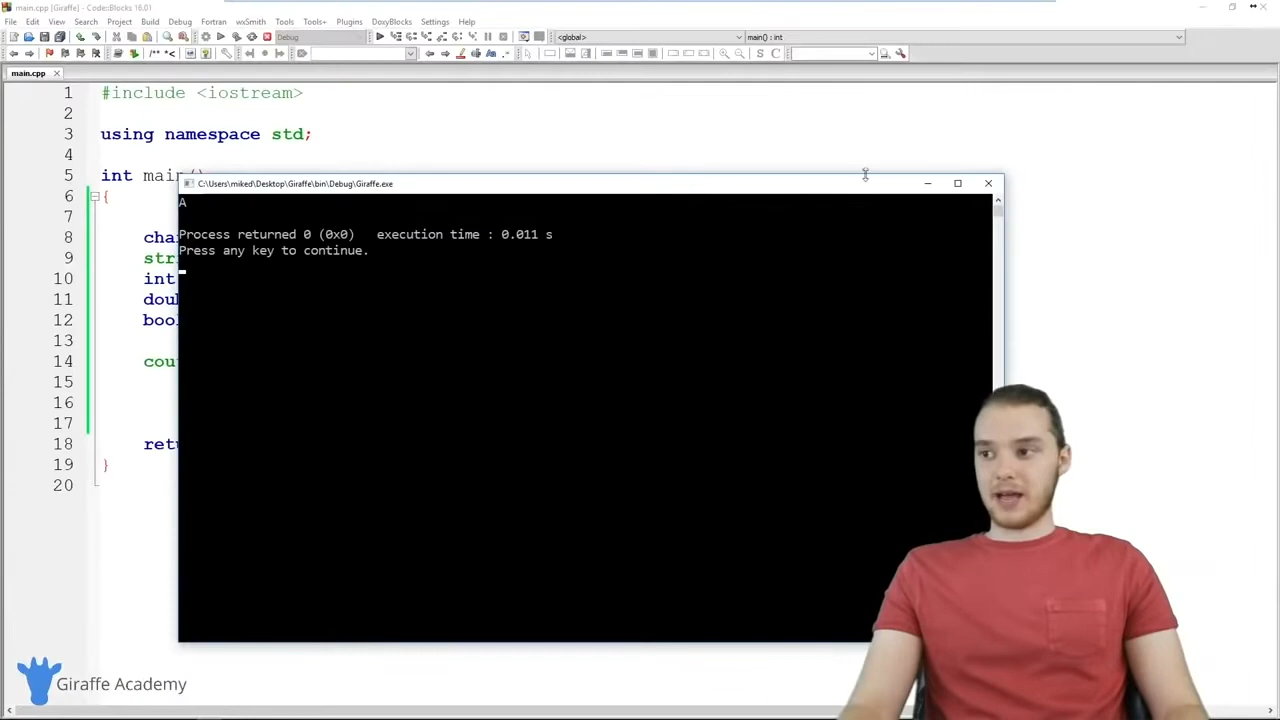 main.cpp [Giraffe] - Code::Blocks 16.01
File Edit View Search Project Build Debug Fortran wxSmith Tools Tools+ Plugins DoxyBlocks Settings Help
Debug <global> main() : int
/** *< S C
main.cpp
1 #include <iostream>
2
3 using namespace std;
4
5 int main()
6 {
7
8 cha
9 str
10 int
11 dou
12 boo
13
14 cou
15
16
17
18 retu
19 }
20
C:\Users\miked\Desktop\Giraffe\bin\Debug\Giraffe.exe
A
Process returned 0 (0x0) execution time : 0.011 s
Press any key to continue.
Giraffe Academy